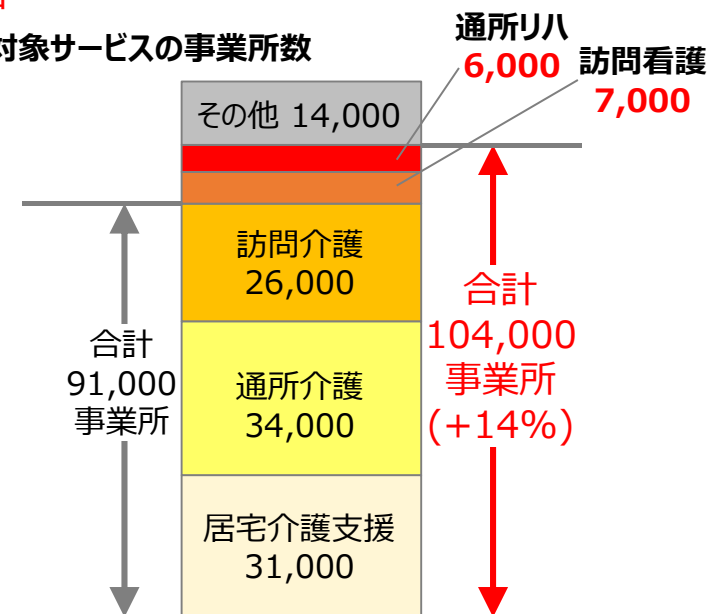 対象サービスの事業所数
通所リハ
6,000
訪問看護
7,000
その他 14,000
訪問介護
26,000
通所介護
34,000
居宅介護支援
31,000
合計
91,000
事業所
合計
104,000
事業所
(+14%)